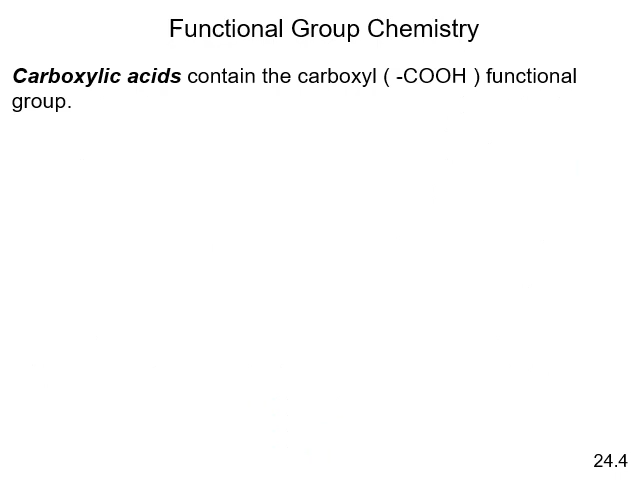 Functional Group Chemistry
Carboxylic acids contain the carboxyl ( -COOH ) functional
group.
24.4